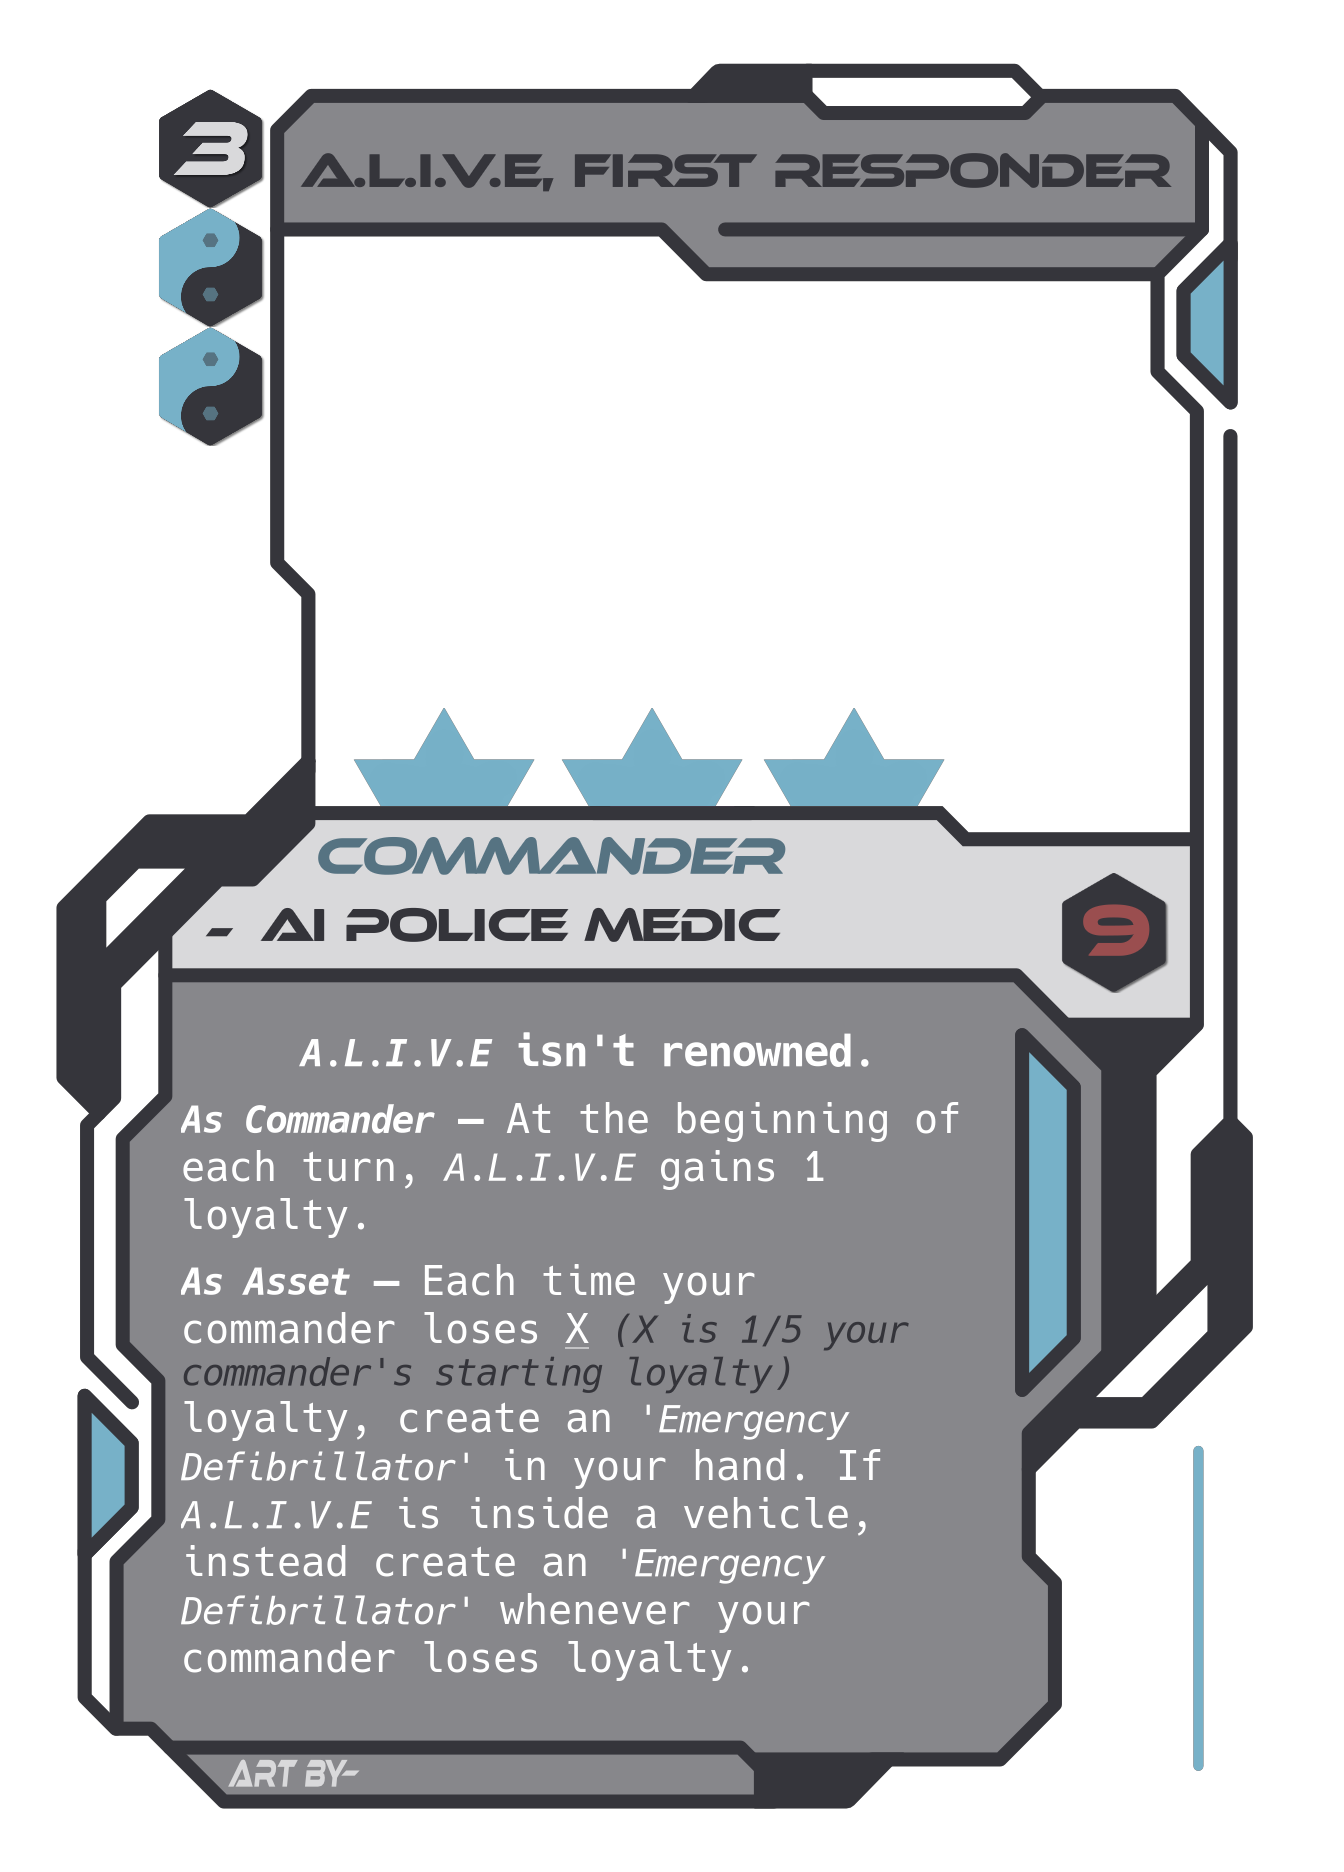 3
A.L.I.V.E, FIRST RESPONDER
COMMANDER
- AI POLICE MEDIC
9
A.L.I.V.E isn't renowned.
As Commander — At the beginning of
each turn, A.L.I.V.E gains 1
loyalty.
As Asset — Each time your
commander loses X (X is 1/5 your
commander's starting loyalty)
loyalty, create an 'Emergency
Defibrillator' in your hand. If
A.L.I.V.E is inside a vehicle,
instead create an 'Emergency
Defibrillator' whenever your
commander loses loyalty.
ART BY-